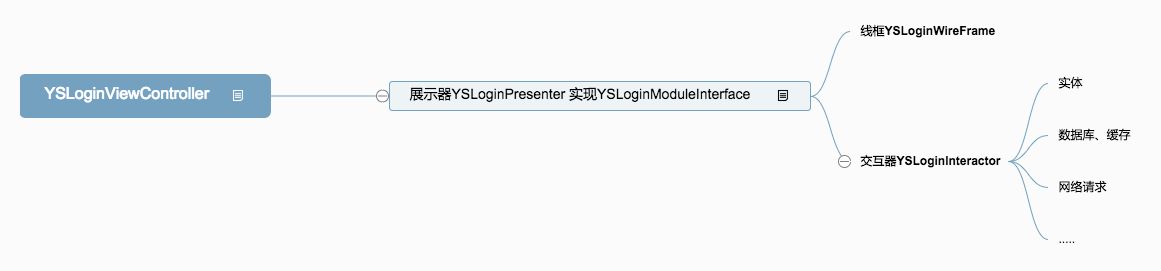 YSLoginViewController
展示器YSLoginPresenter 实现YSLoginModuleInterface
线框YSLoginWireFrame
交互器YSLoginInteractor
实体
数据库、缓存
网络请求
.....